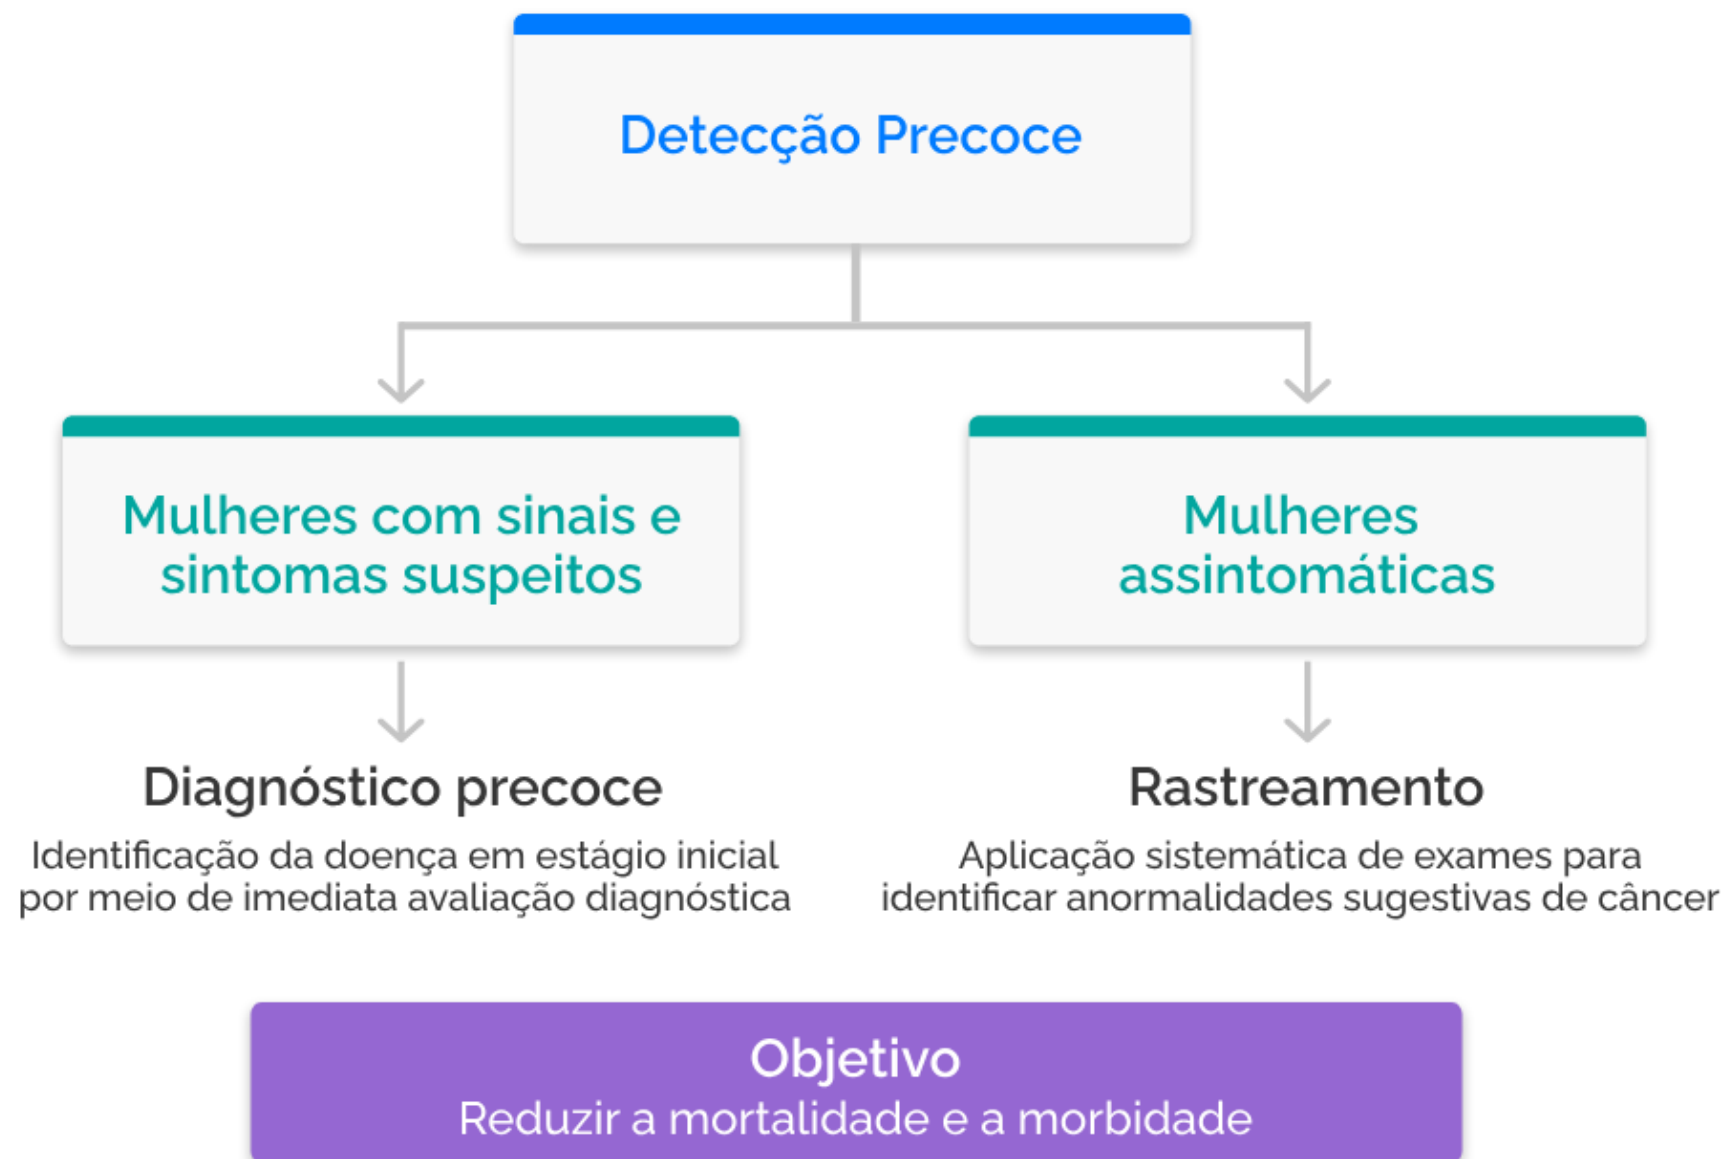 Detecção Precoce
Mulheres com sinais e
sintomas suspeitos
Diagnóstico precoce
Identificação da doença em estágio inicial
por meio de imediata avaliação diagnóstica
Mulheres
assintomáticas
Rastreamento
Aplicação sistemática de exames para
identificar anormalidades sugestivas de câncer
Objetivo
Reduzir a mortalidade e a morbidade